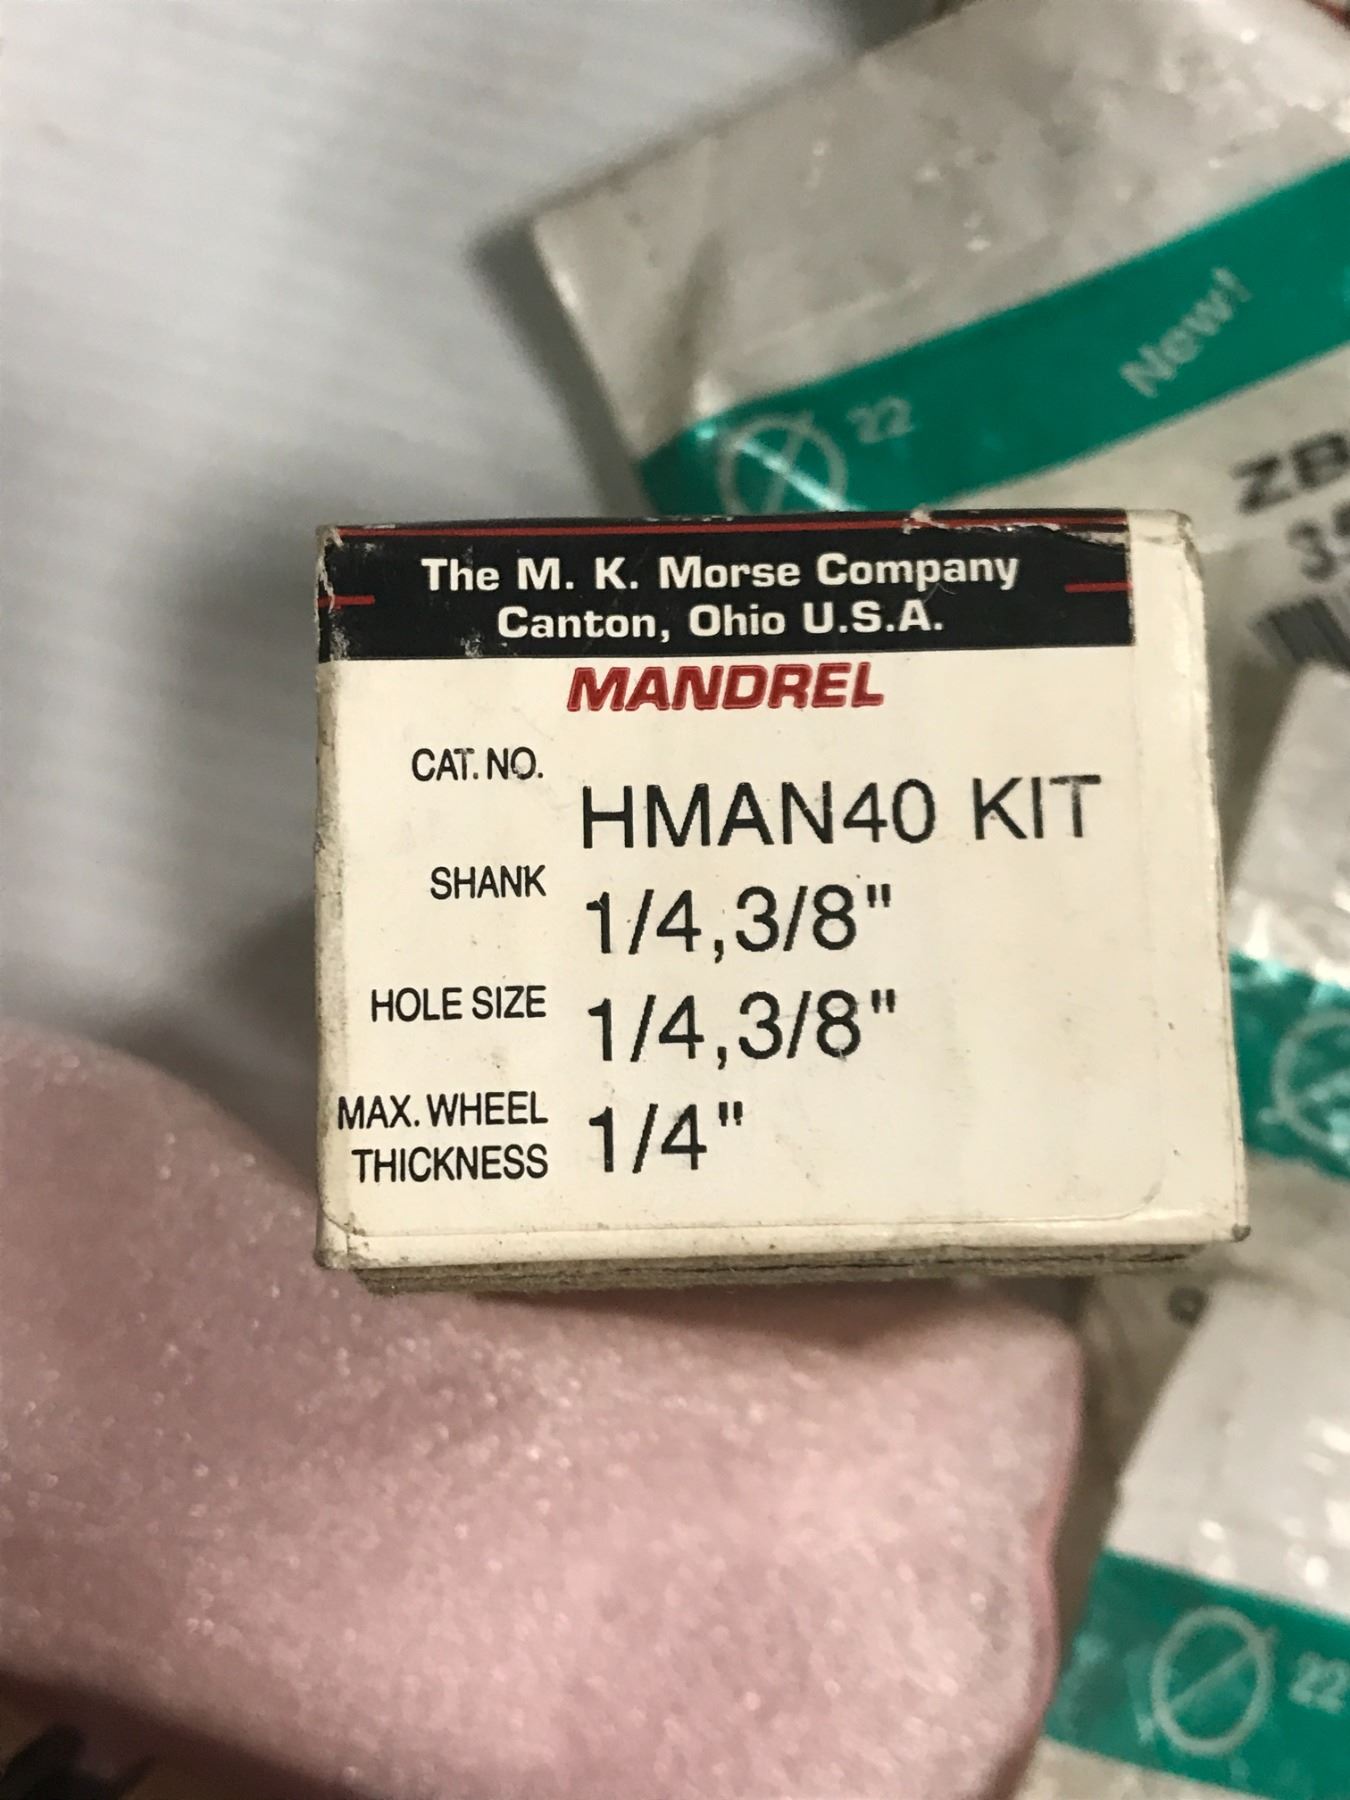 22
New!
The M. K. Morse Company
Canton, Ohio U.S.A.
MANDREL
CAT. NO.
HMAN40 KIT
SHANK
1/4,3/8"
HOLE SIZE
1/4,3/8"
MAX. WHEEL
THICKNESS
1/4"
22